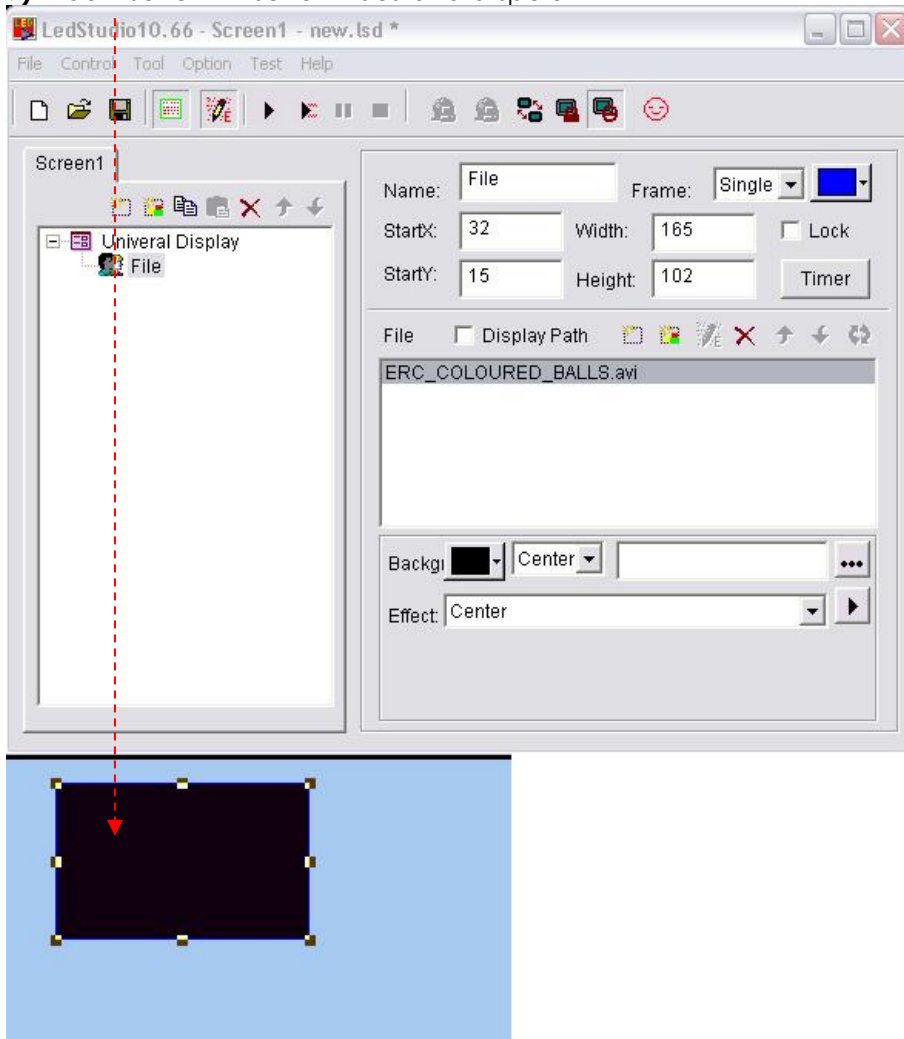 LedStudio10.66 - Screen1 - new.lsd *
File Control Tool Option Test Help
Screen1
Univeral Display
File
Name: File Frame: Single
StartX: 32 Width: 165 Lock
StartY: 15 Height: 102 Timer
File Display Path
ERC_COLOURED_BALLS.avi
Backgr Center
Effect: Center